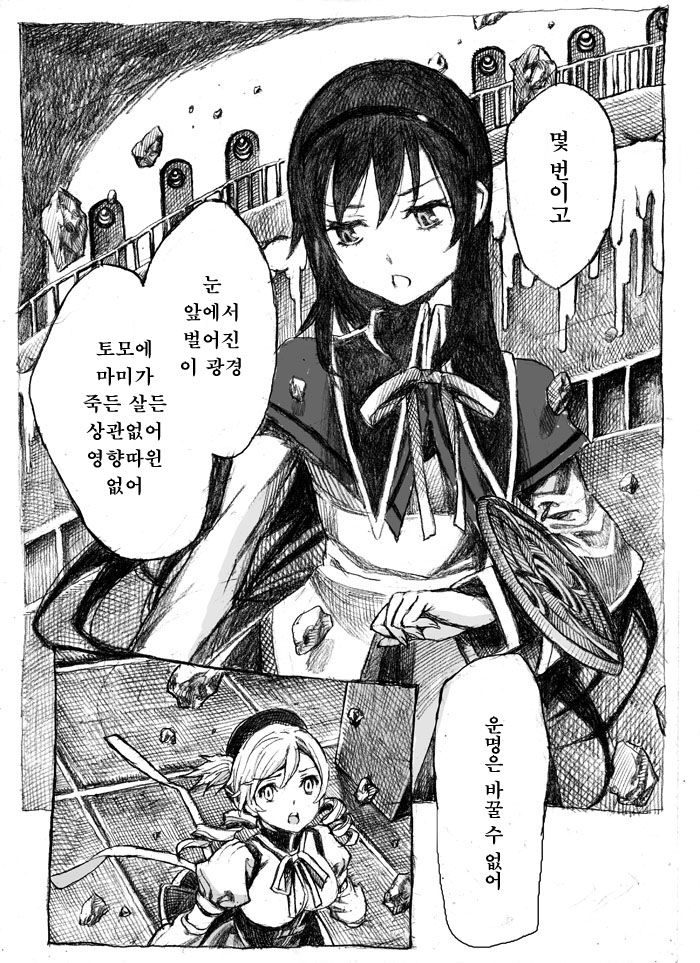 몇 번이고
눈
앞에서
벌어진
이 광경
토모에
마미가
죽든 살든
상관없어
영향따윈
없어
운명은 바꿀 수 없어